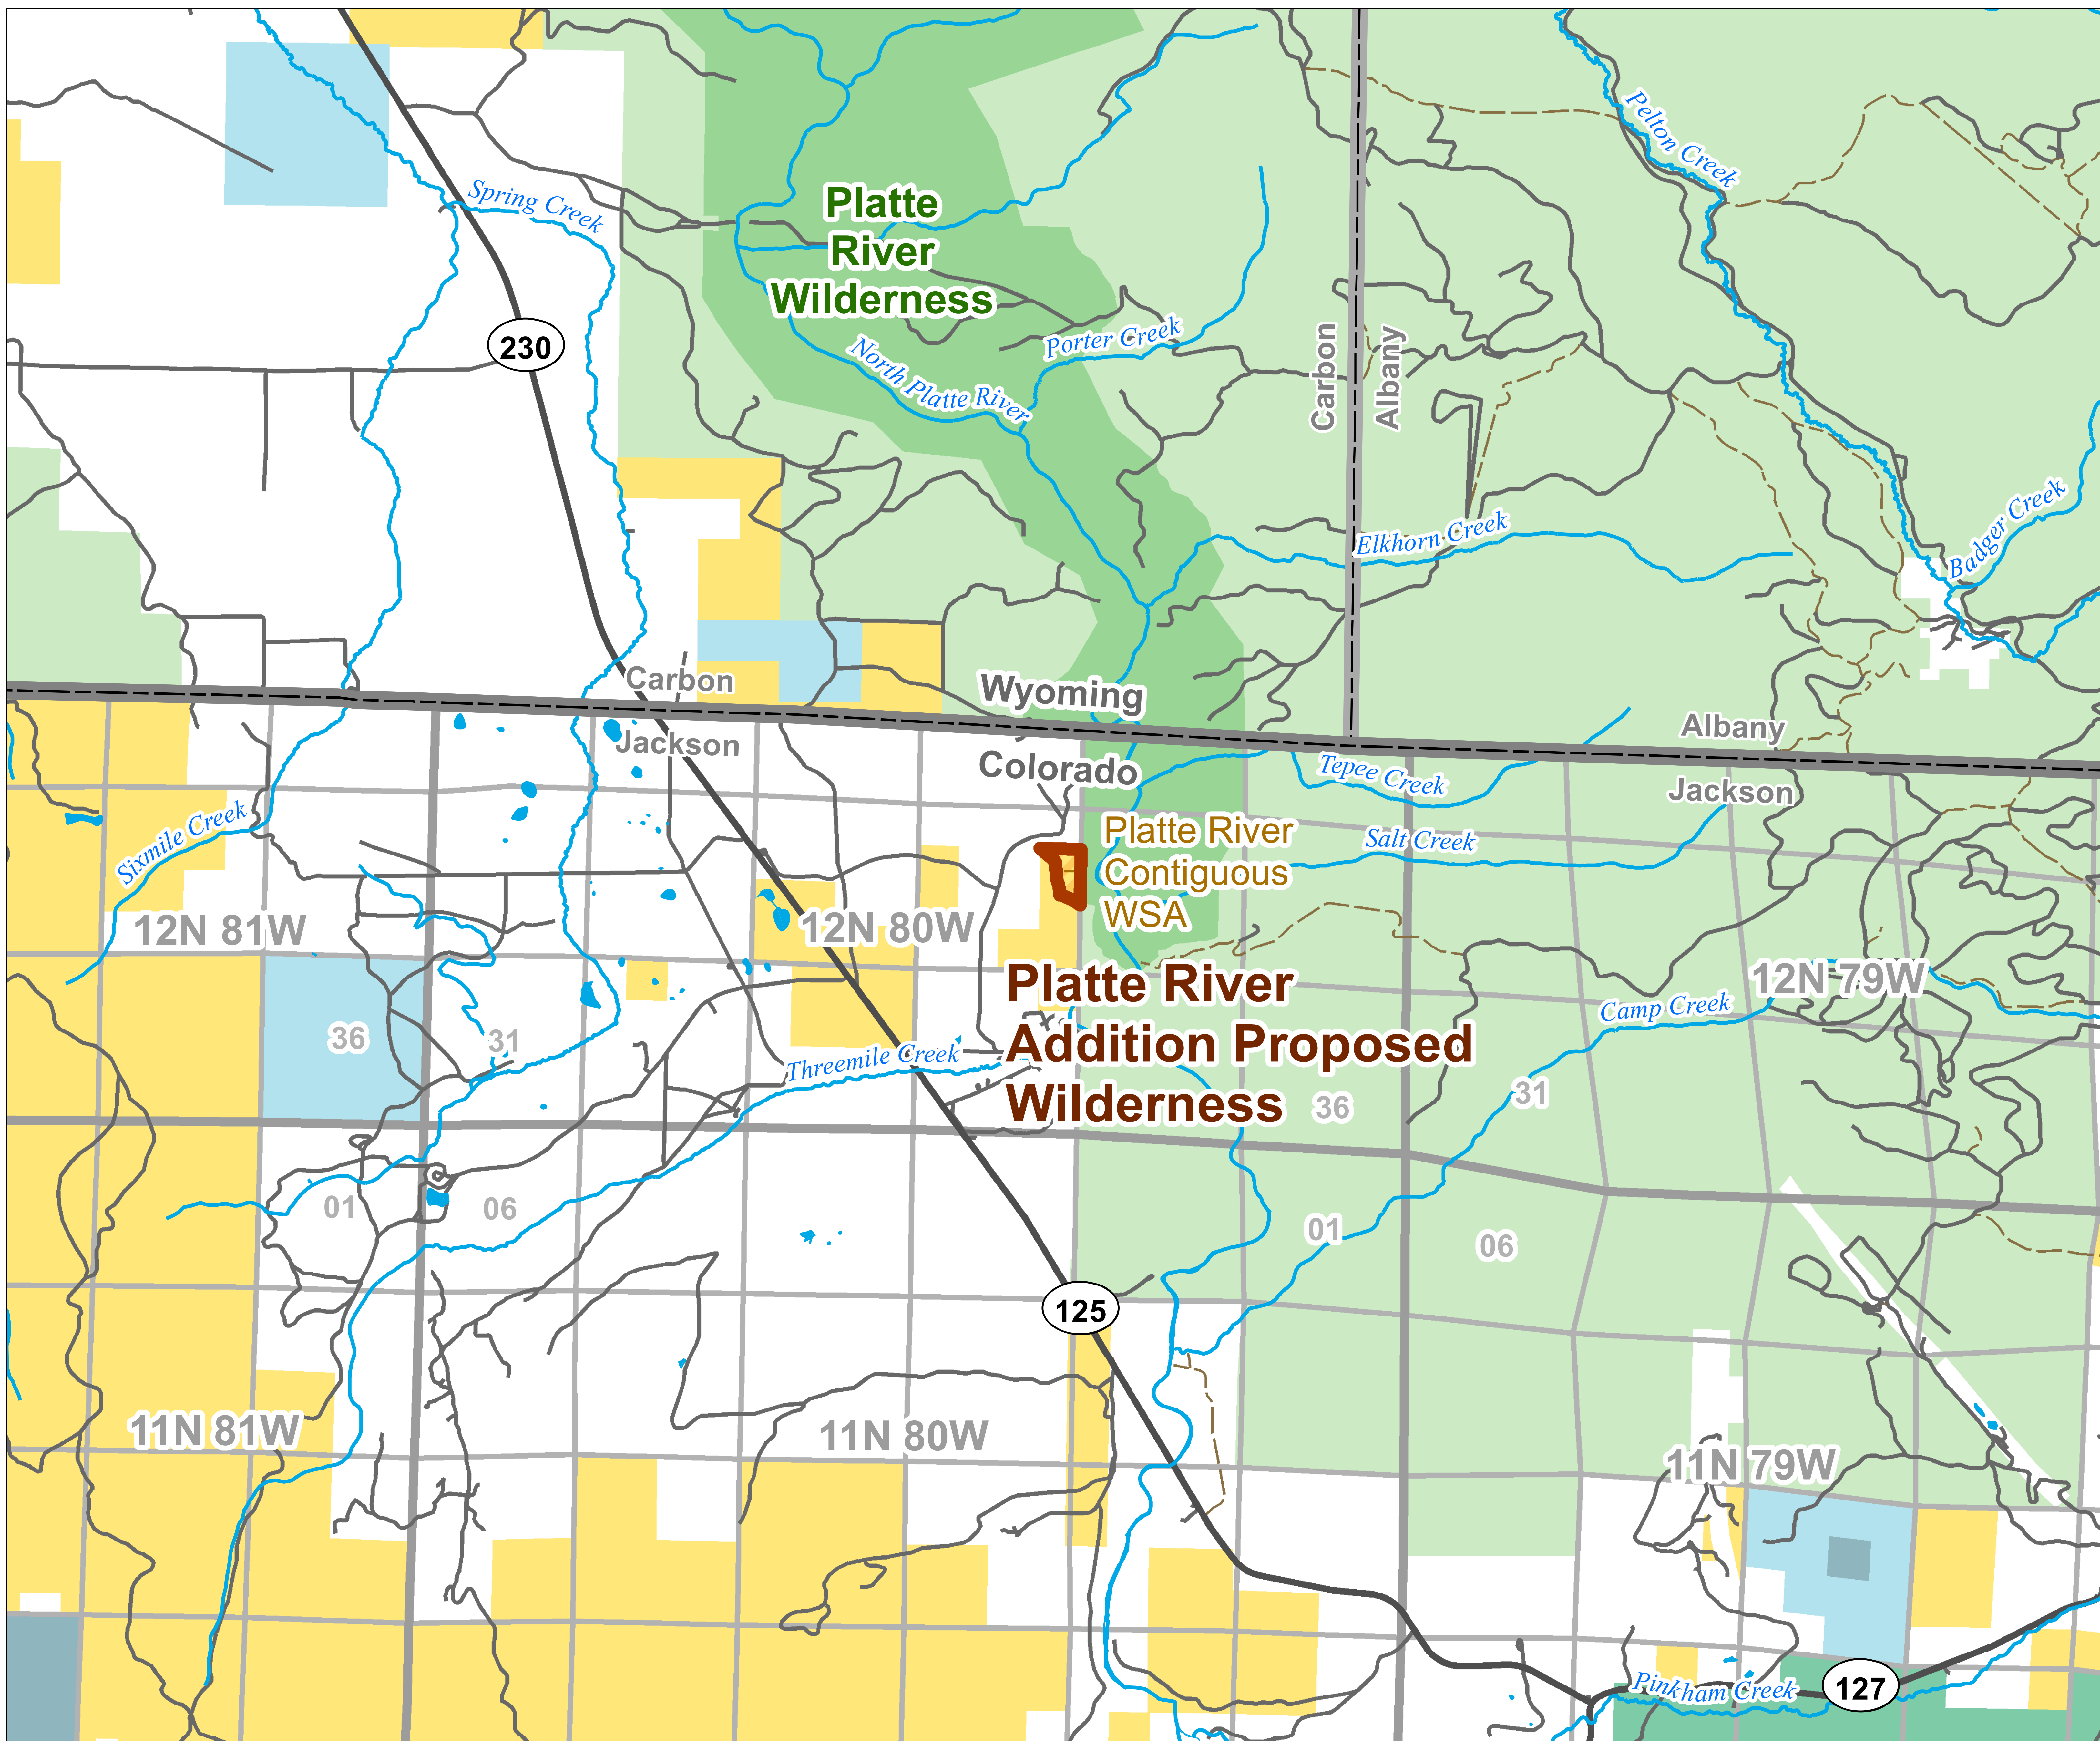 Pelton Creek
Spring Creek
Platte
River
Wilderness
230
Porter Creek
North Platte River
Carbon
Albany
Elkhorn Creek
Badger Creek
Carbon
Wyoming
Albany
Jackson
Colorado
Tepee Creek
Jackson
Sixmile Creek
Platte River
Contiguous
WSA
Salt Creek
12N 81W
12N 80W
12N 79W
Platte River
Addition Proposed
Wilderness
Camp Creek
36
31
Threemile Creek
36
31
01
06
01
06
125
11N 81W
11N 80W
11N 79W
Pinkham Creek
127